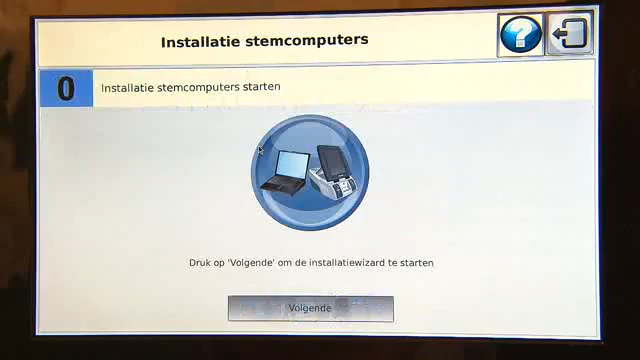 Installatie stemcomputers
0
Installatie stemcomputers starten
Druk op 'Volgende' om de installatiewizard te starten
Volgende